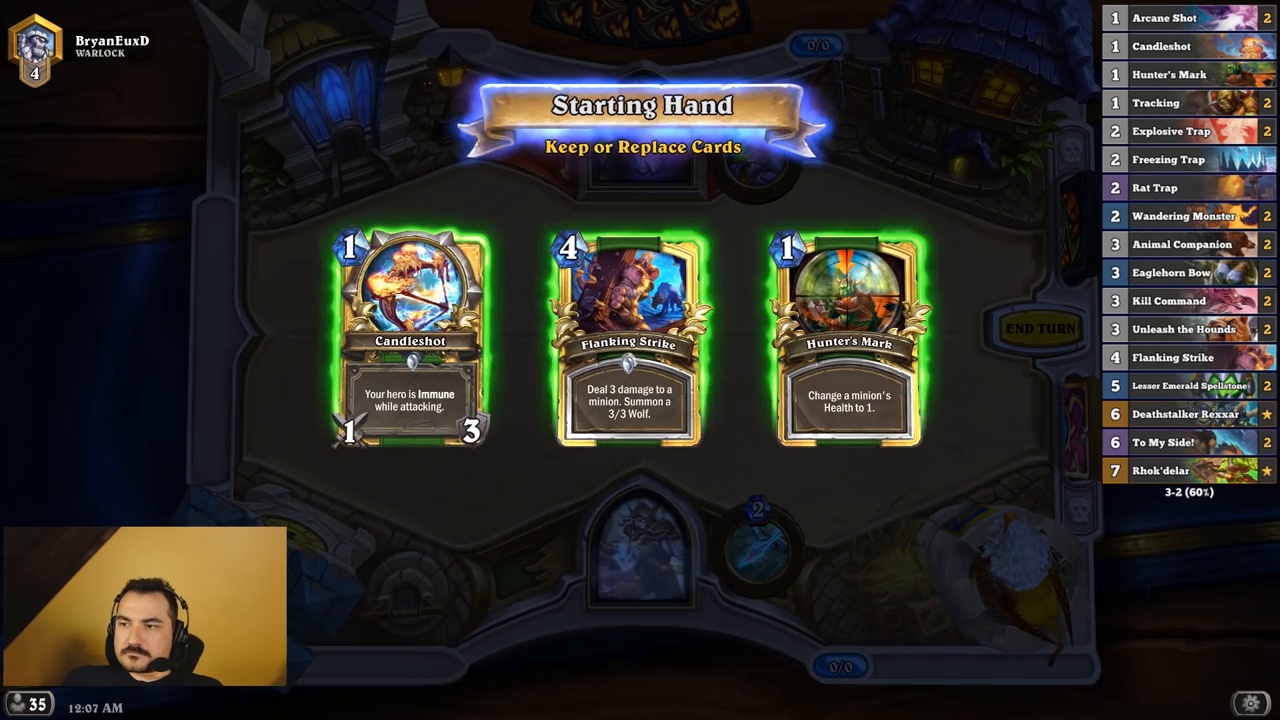 BryanEuxD
WARLOCK
4
0/0
Starting Hand
Keep or Replace Cards
1
Candleshot
Your hero is Immune
while attacking.
1
3
4
Flanking Strike
Deal 3 damage to a
minion. Summon a
3/3 Wolf.
1
Hunter's Mark
Change a minion's
Health to 1.
END TURN
2
0/0
1 Arcane Shot 2
1 Candleshot
1 Hunter's Mark
1 Tracking 2
2 Explosive Trap 2
2 Freezing Trap 2
2 Rat Trap
2 Wandering Monster 2
3 Animal Companion 2
3 Eaglehorn Bow 2
3 Kill Command 2
3 Unleash the Hounds 2
4 Flanking Strike
5 Lesser Emerald Spellstone 2
6 Deathstalker Rexxar
6 To My Side! 2
7 Rhok'delar
3-2 (60%)
35
12:07 AM